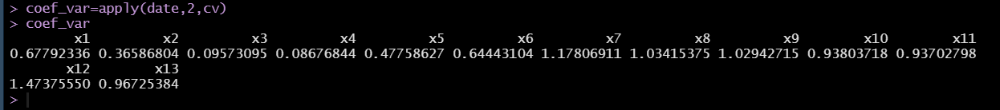 > coef_var=apply(date,2,cv)
> coef_var
x1 x2 x3 x4 x5 x6 x7 x8 x9 x10 x11
0.67792336 0.36586804 0.09573095 0.08676844 0.47758627 0.64443104 1.17806911 1.03415375 1.02942715 0.93803718 0.93702798
x12 x13
1.47375550 0.96725384
>